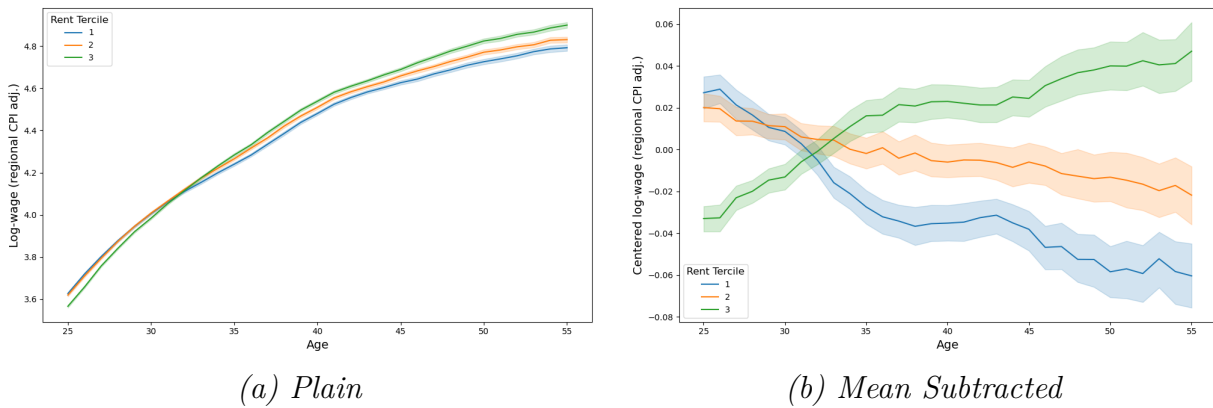 Rent Tercile
1
2
3
Log-wage (regional CPI adj.)
4.8
4.6
4.4
4.2
4.0
3.8
3.6
25 30 35 40 45 50 55
Age
(a) Plain
Centered log-wage (regional CPI adj.)
0.06
0.04
0.02
0.00
−0.02
−0.04
−0.06
−0.08
Rent Tercile
1
2
3
25 30 35 40 45 50 55
Age
(b) Mean Subtracted